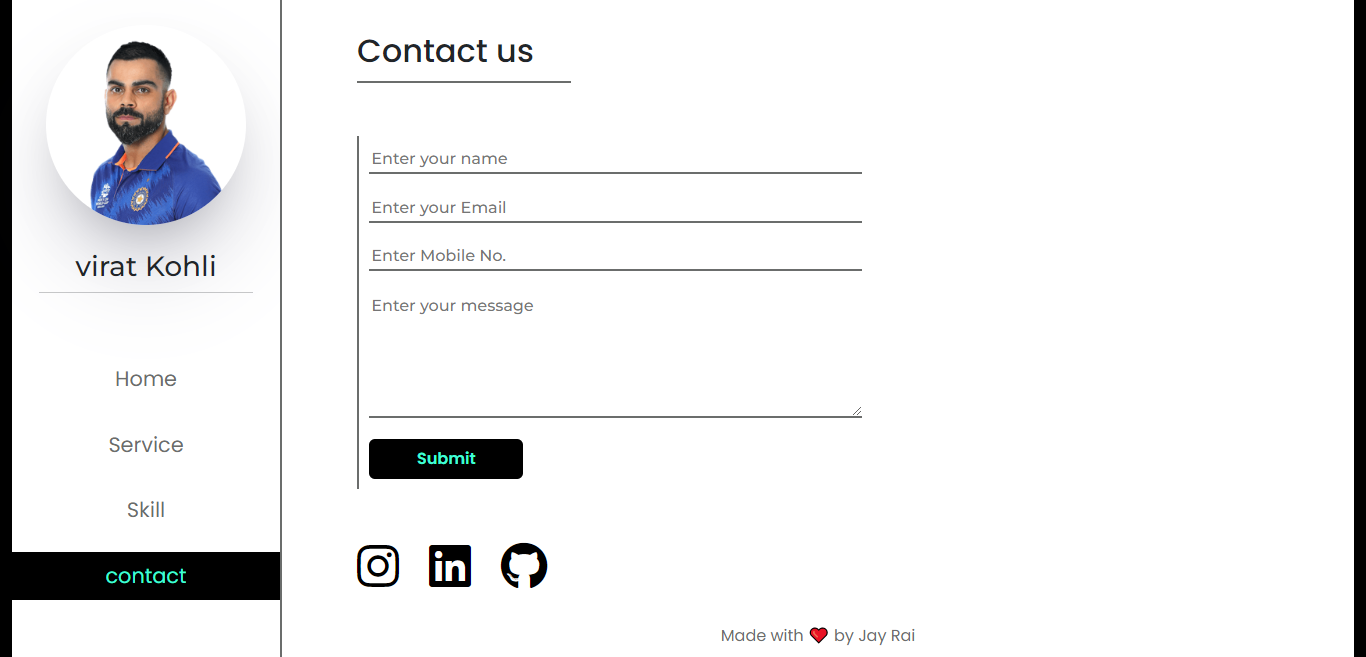 virat Kohli
Home
Service
Skill
contact
Contact us
Enter your name
Enter your Email
Enter Mobile No.
Enter your message
Submit
in
Made with ❤️ by Jay Rai